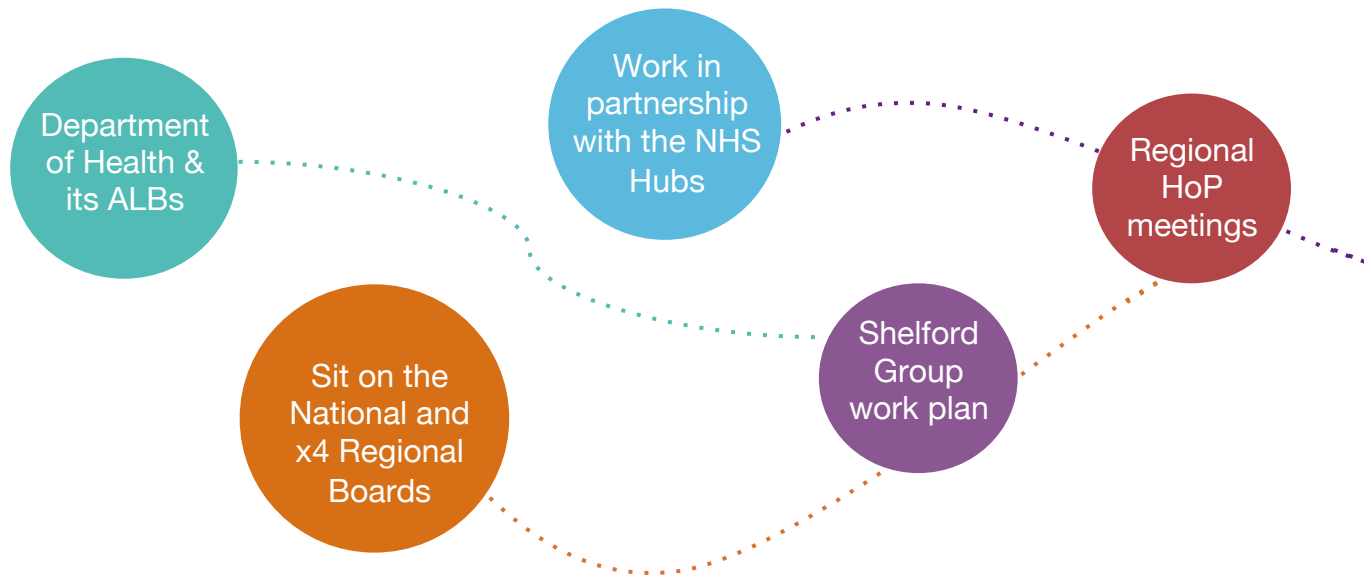 Department
of Health &
its ALBs
Work in
partnership
with the NHS
Hubs
Regional
HoP
meetings
Sit on the
National and
x4 Regional
Boards
Shelford
Group
work plan